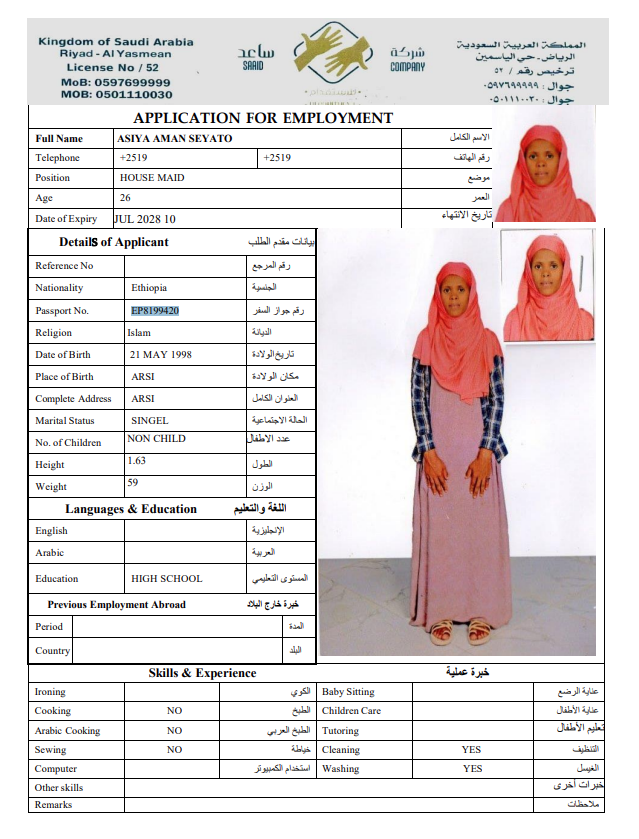 Kingdom of Saudi Arabia
Riyad - Al Yasmean
License No / 52
MoB: 0597699999
MOB: 0501110030
ساعد
SAAID
شركة
COMPANY
المملكة العربية السعودية
الرياض - حي الياسمين
ترخيص رقم / ٥٢
جوال : ٠٥٩٧٦٩٩٩٩٩
جوال : ٠٥٠١١١٠٠٣٠
APPLICATION FOR EMPLOYMENT
Full Name ASIYA AMAN SEYATO الاسم الكامل
Telephone +2519 +2519 رقم الهاتف
Position HOUSE MAID موضع
Age 26 العمر
Date of Expiry JUL 2028 10 تاريخ الانتهاء
Details of Applicant بيانات مقدم الطلب
Reference No رقم المرجع
Nationality Ethiopia الجنسية
Passport No. EP8199420 رقم جواز السفر
Religion Islam الديانة
Date of Birth 21 MAY 1998 تاريخ الولادة
Place of Birth ARSI مكان الولادة
Complete Address ARSI العنوان الكامل
Marital Status SINGEL الحالة الاجتماعية
No. of Children NON CHILD عدد الاطفال
Height 1.63 الطول
Weight 59 الوزن
Languages & Education اللغة والتعليم
English الإنجليزية
Arabic العربية
Education HIGH SCHOOL المستوى التعليمي
Previous Employment Abroad خبرة خارج البلاد
Period المدة
Country البلد
Skills & Experience خبرة عملية
Ironing الكوي Baby Sitting عناية الرضع
Cooking NO الطبخ Children Care عناية الأطفال
Arabic Cooking NO الطبخ العربي Tutoring تعليم الأطفال
Sewing NO خياطة Cleaning YES التنظيف
Computer استخدام الكمبيوتر Washing YES الغسيل
Other skills خبرات أخرى
Remarks ملاحظات